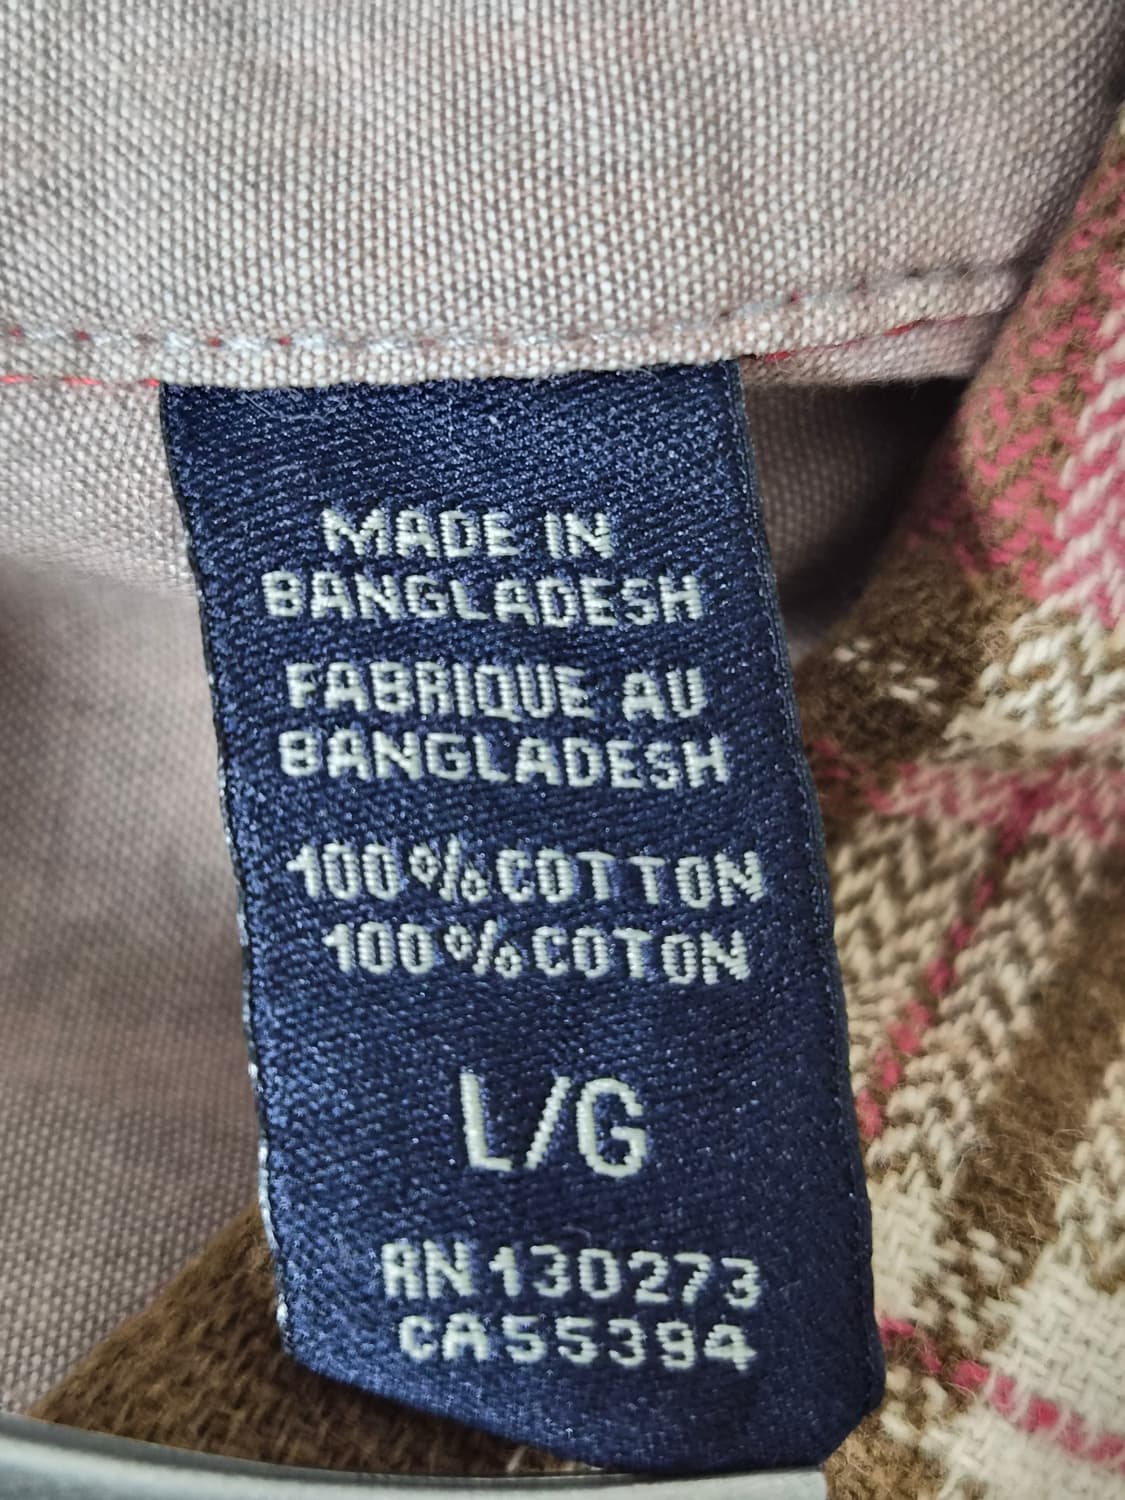 MADE IN
BANGLADESH
FABRIQUE AU
BANGLADESH
100% COTTON
100% COTON
L/G
RN 130273
CA 55394